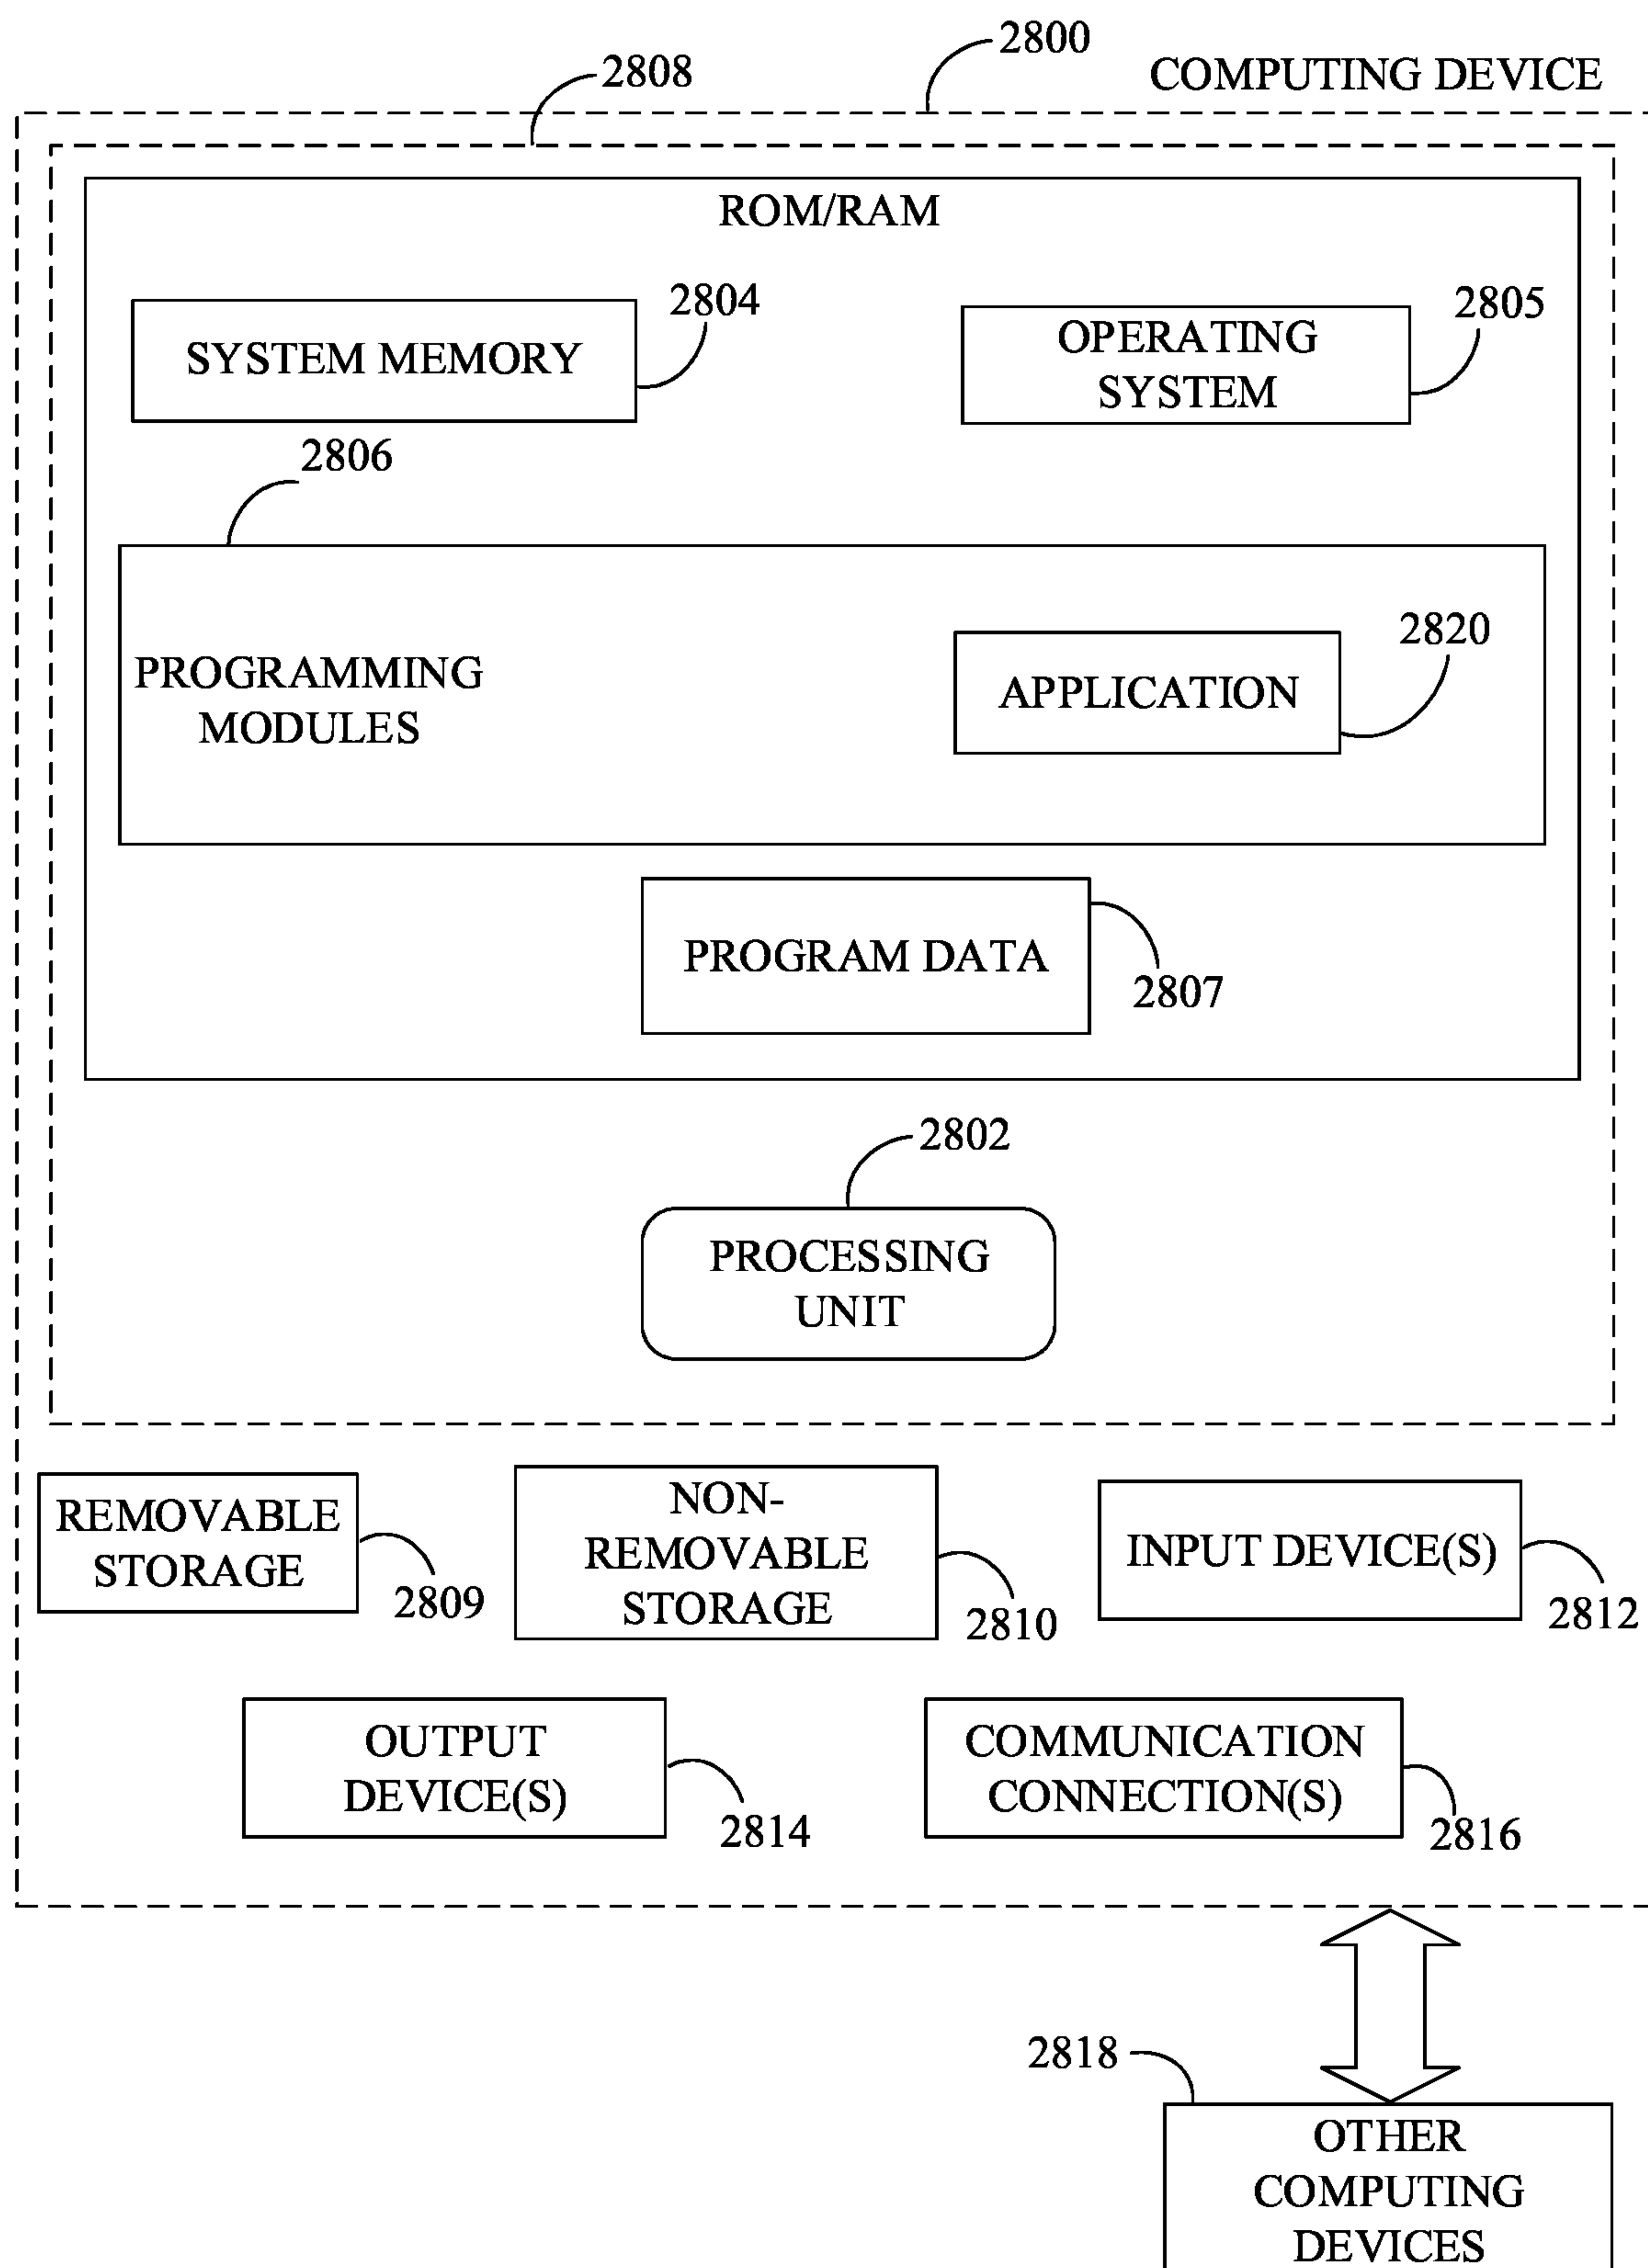 2800
2808
COMPUTING DEVICE
ROM/RAM
2804
2805
SYSTEM MEMORY
OPERATING
SYSTEM
2806
2820
PROGRAMMING
MODULES
APPLICATION
PROGRAM DATA
2807
2802
PROCESSING
UNIT
REMOVABLE
STORAGE
2809
NON-
REMOVABLE
STORAGE
2810
INPUT DEVICE(S)
2812
OUTPUT
DEVICE(S)
2814
COMMUNICATION
CONNECTION(S)
2816
2818
OTHER
COMPUTING
DEVICES